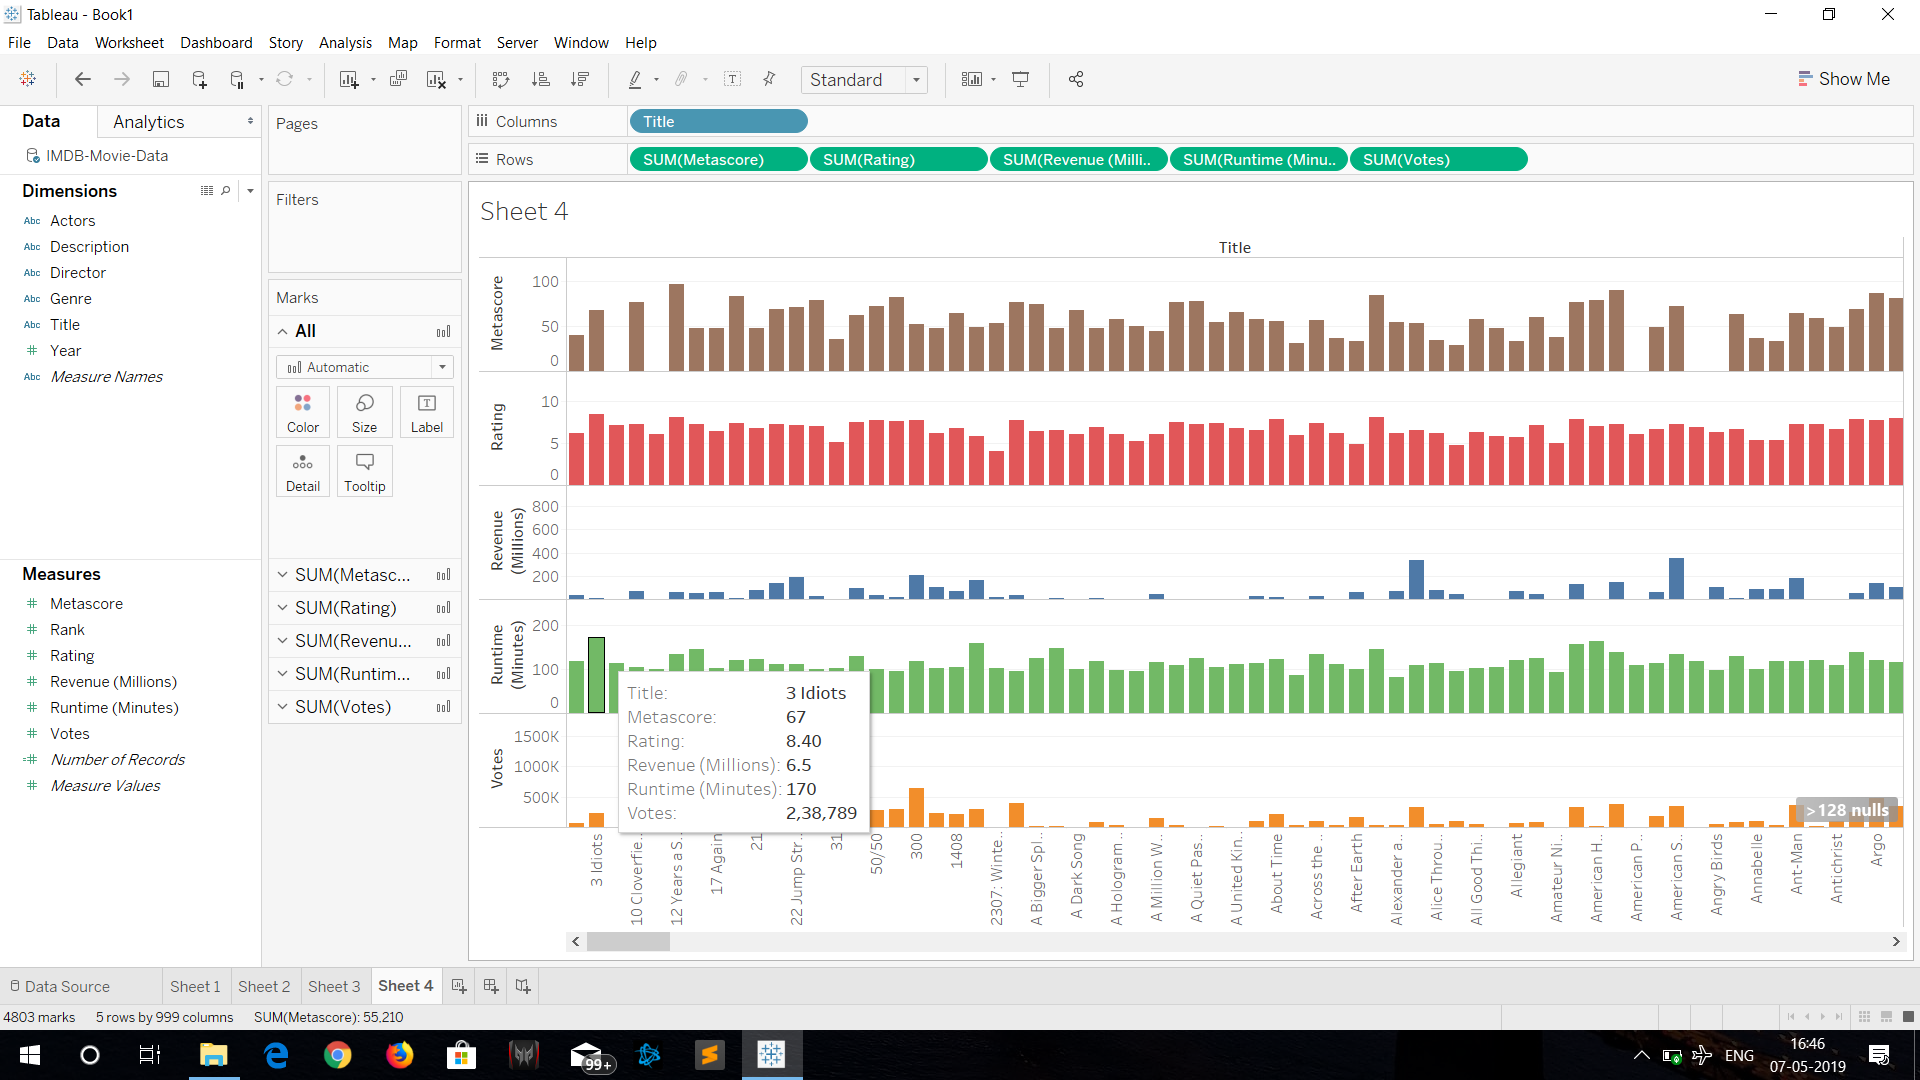 Tableau - Book1
File Data Worksheet Dashboard Story Analysis Map Format Server Window Help
Standard
Show Me
Data
Analytics
IMDB-Movie-Data
Dimensions
Abc Actors
Abc Description
Abc Director
Abc Genre
Abc Title
# Year
Abc Measure Names
Measures
# Metascore
# Rank
# Rating
# Revenue (Millions)
# Runtime (Minutes)
# Votes
=# Number of Records
# Measure Values
Pages
Filters
Marks
All
Automatic
Color
Size
Label
Detail
Tooltip
SUM(Metasc...
SUM(Rating)
SUM(Revenu...
SUM(Runtim...
SUM(Votes)
Columns
Title
Rows
SUM(Metascore) SUM(Rating) SUM(Revenue (Milli.. SUM(Runtime (Minu.. SUM(Votes)
Sheet 4
Title
Metascore
100
50
0
Rating
10
5
0
Revenue
(Millions)
800
600
400
200
Runtime
(Minutes)
200
100
0
Votes
1500K
1000K
500K
Title: 3 Idiots
Metascore: 67
Rating: 8.40
Revenue (Millions): 6.5
Runtime (Minutes): 170
Votes: 2,38,789
>128 nulls
3 Idiots
10 Cloverfie..
12 Years a S..
17 Again
21
22 Jump Str..
31
50/50
300
1408
2307: Winte..
A Bigger Spl..
A Dark Song
A Hologram ..
A Million W..
A Quiet Pas..
A United Kin..
About Time
Across the ..
After Earth
Alexander a..
Alice Throu..
All Good Thi..
Allegiant
Amateur Ni..
American H..
American P..
American S..
Angry Birds
Annabelle
Ant-Man
Antichrist
Argo
Data Source
Sheet 1
Sheet 2
Sheet 3
Sheet 4
4803 marks 5 rows by 999 columns SUM(Metascore): 55,210
99+
ENG
16:46
07-05-2019